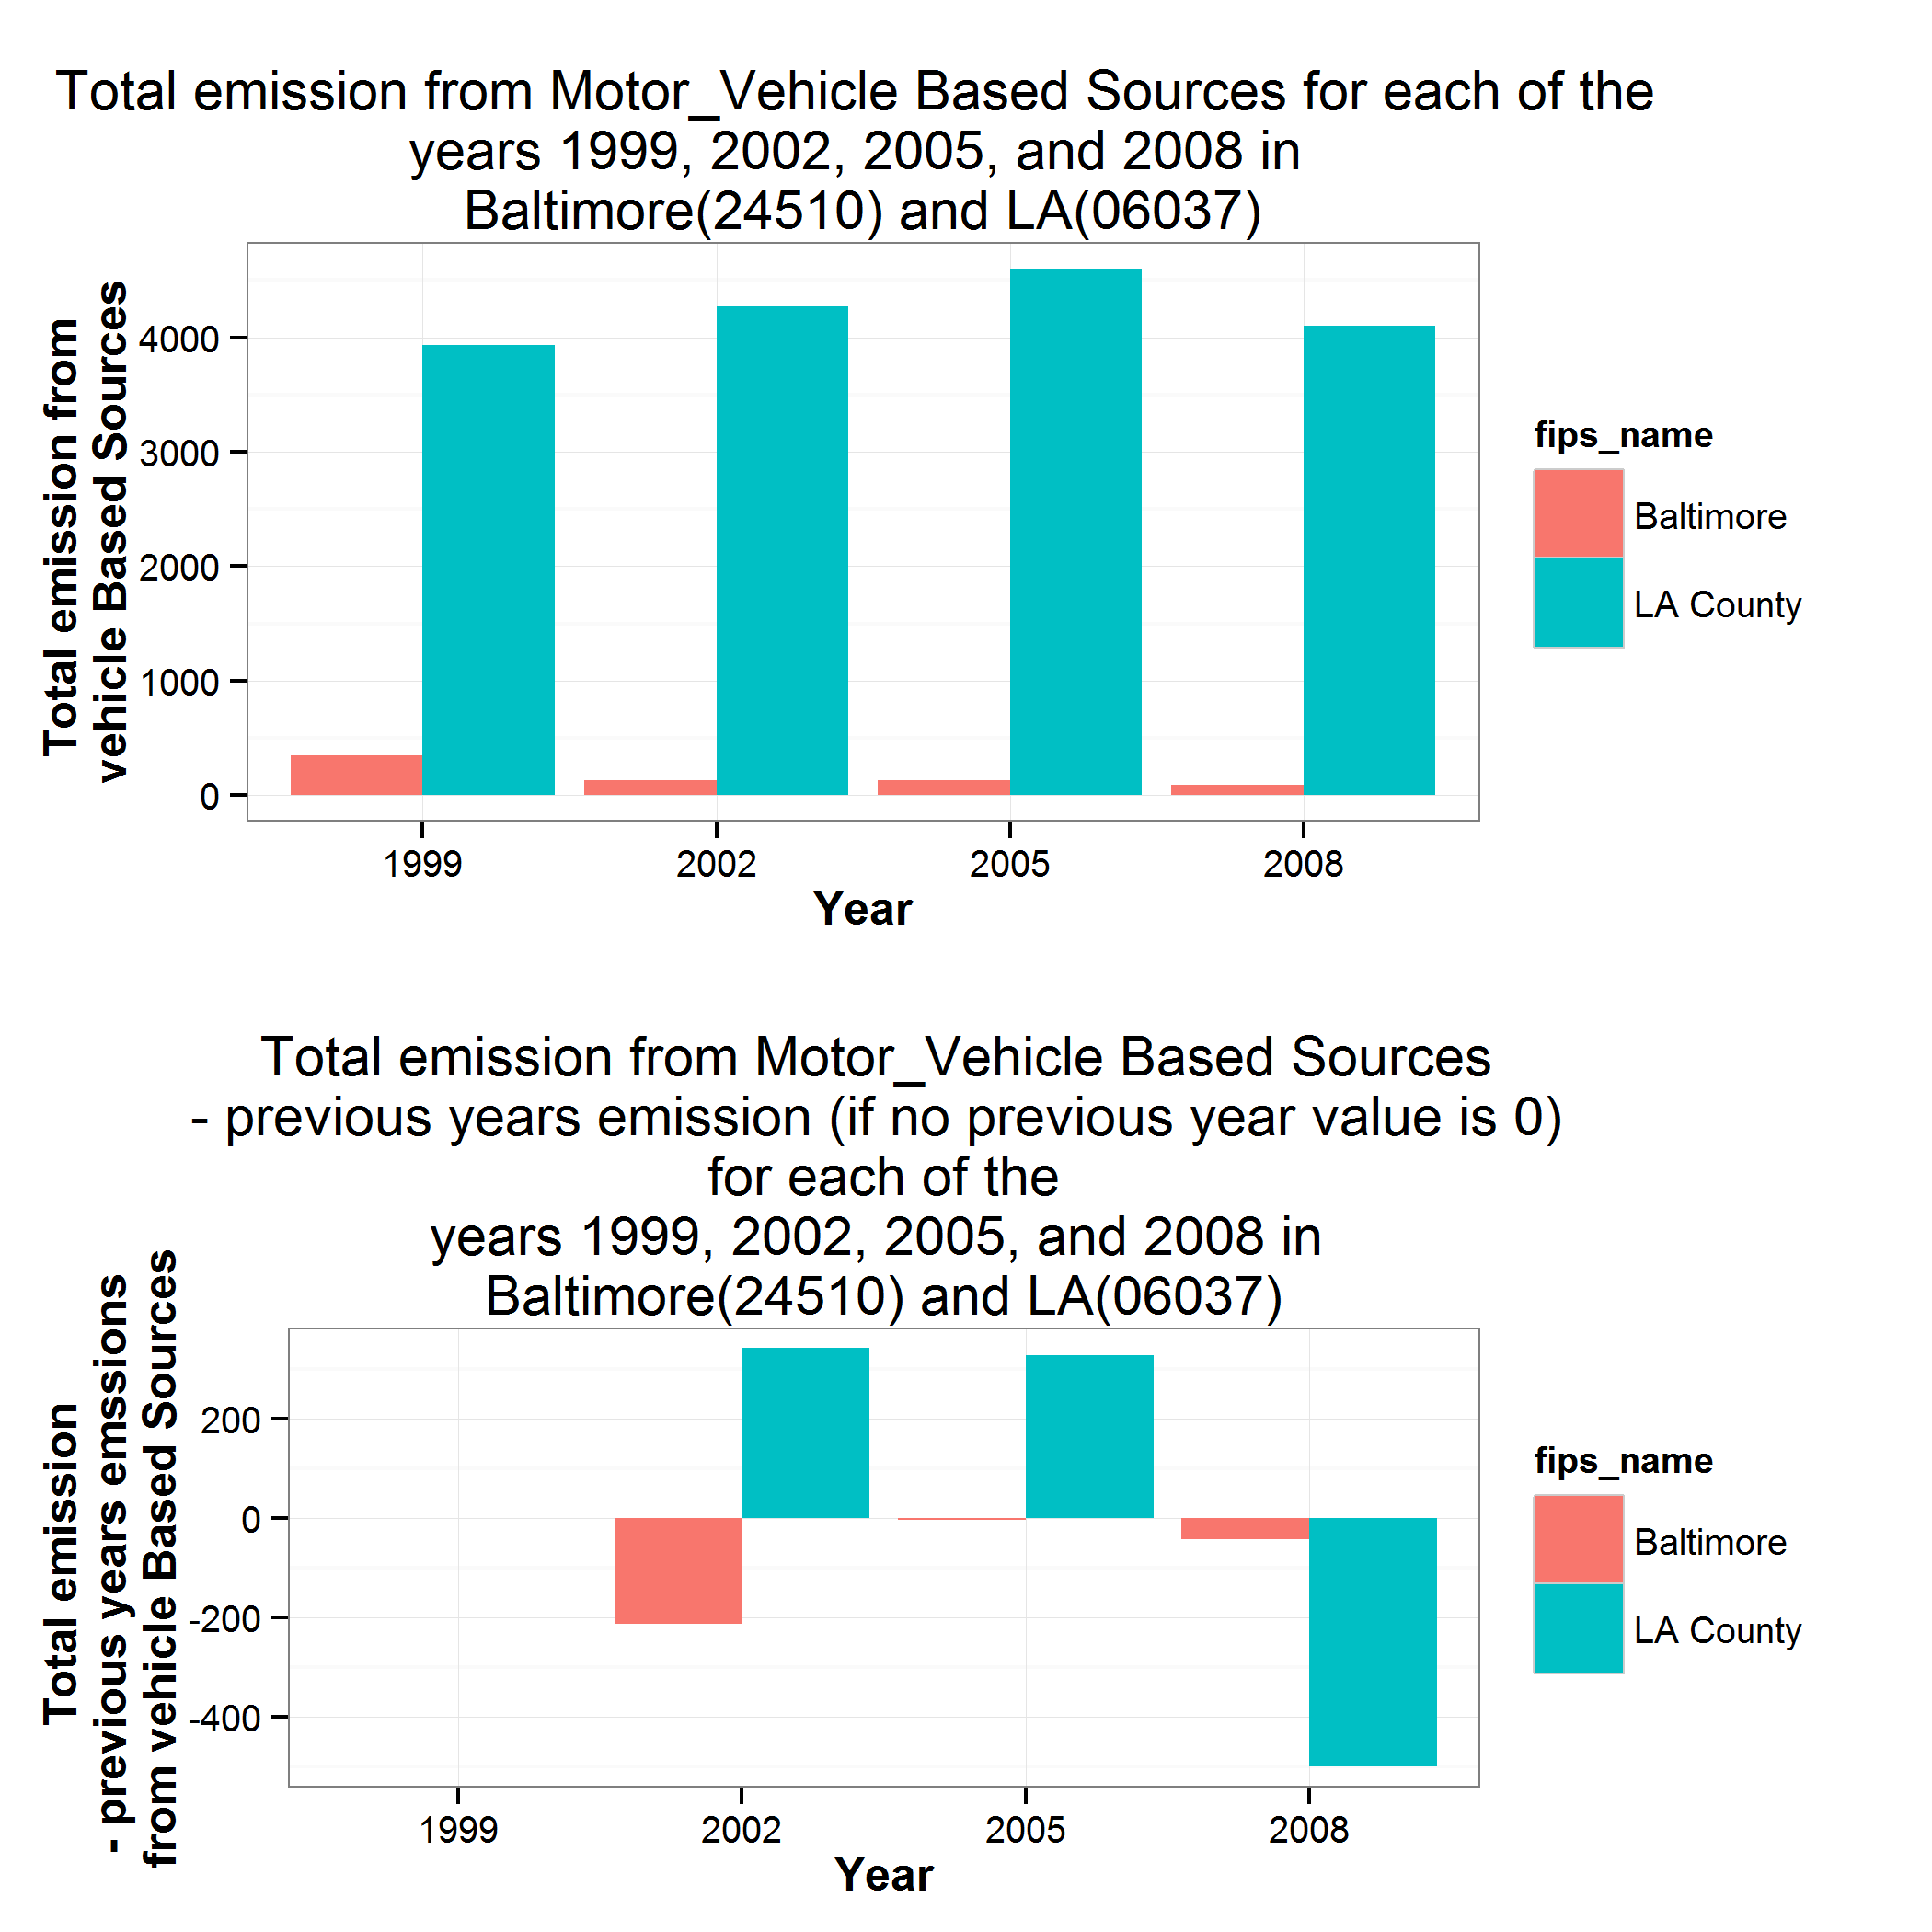 Total emission from Motor_Vehicle Based Sources for each of the
years 1999, 2002, 2005, and 2008 in
Baltimore(24510) and LA(06037)
Total emission from
vehicle Based Sources
4000
3000
2000
1000
0
1999
2002
2005
2008
Year
fips_name
Baltimore
LA County
Total emission from Motor_Vehicle Based Sources
- previous years emission (if no previous year value is 0)
for each of the
years 1999, 2002, 2005, and 2008 in
Baltimore(24510) and LA(06037)
Total emission
- previous years emssions
from vehicle Based Sources
200
0
-200
-400
1999
2002
2005
2008
Year
fips_name
Baltimore
LA County